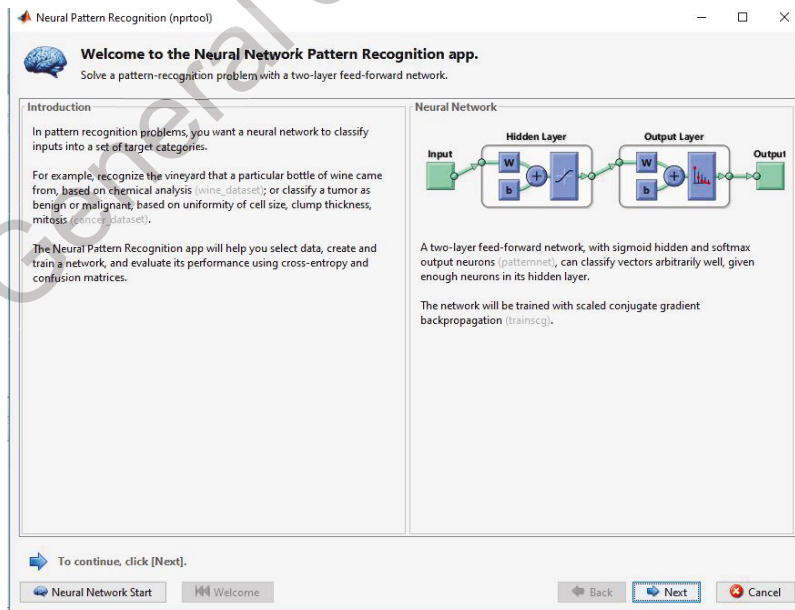 Neural Pattern Recognition (nprtool)
Welcome to the Neural Network Pattern Recognition app.
Solve a pattern-recognition problem with a two-layer feed-forward network.
Introduction
In pattern recognition problems, you want a neural network to classify
inputs into a set of target categories.
For example, recognize the vineyard that a particular bottle of wine came
from, based on chemical analysis (wine_dataset); or classify a tumor as
benign or malignant, based on uniformity of cell size, clump thickness,
mitosis (cancer_dataset).
The Neural Pattern Recognition app will help you select data, create and
train a network, and evaluate its performance using cross-entropy and
confusion matrices.
Neural Network
Hidden Layer
Output Layer
Input
Output
W
b
+
W
b
+
A two-layer feed-forward network, with sigmoid hidden and softmax
output neurons (patternnet), can classify vectors arbitrarily well, given
enough neurons in its hidden layer.
The network will be trained with scaled conjugate gradient
backpropagation (trainscg).
To continue, click [Next].
Neural Network Start
Welcome
Back
Next
Cancel
General